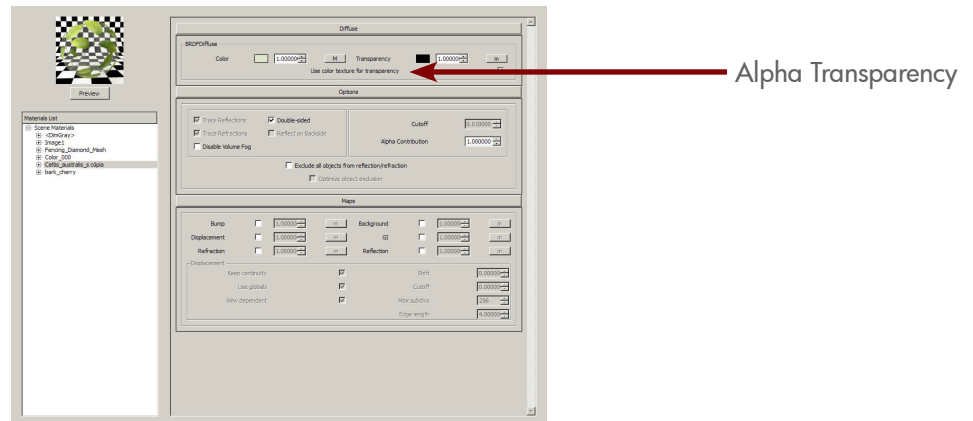 Diffuse
BRDFDiffuse
Color 1.00000 M Transparency 1.00000 m
Use color texture for transparency
Alpha Transparency
Preview
Options
Materials List
Scene Materials
<DimGray>
Image1
Fencing_Diamond_Mesh
Color_000
Celtis_australis_s cópia
bark_cherry
Trace Reflections Double-sided
Trace Refractions Reflect on Backside
Disable Volume Fog
Cutoff 0.010000
Alpha Contribution 1.000000
Exclude all objects from reflection/refraction
Optimize object exclusion
Maps
Bump 1.00000 m Background 1.00000 m
Displacement 1.00000 m GI 1.00000 m
Refraction 1.00000 m Reflection 1.00000 m
Displacement
Keep continuity Shift 0.00000
Use globals Cutoff 0.00000
View dependent Max subdivs 256
Edge length 4.00000